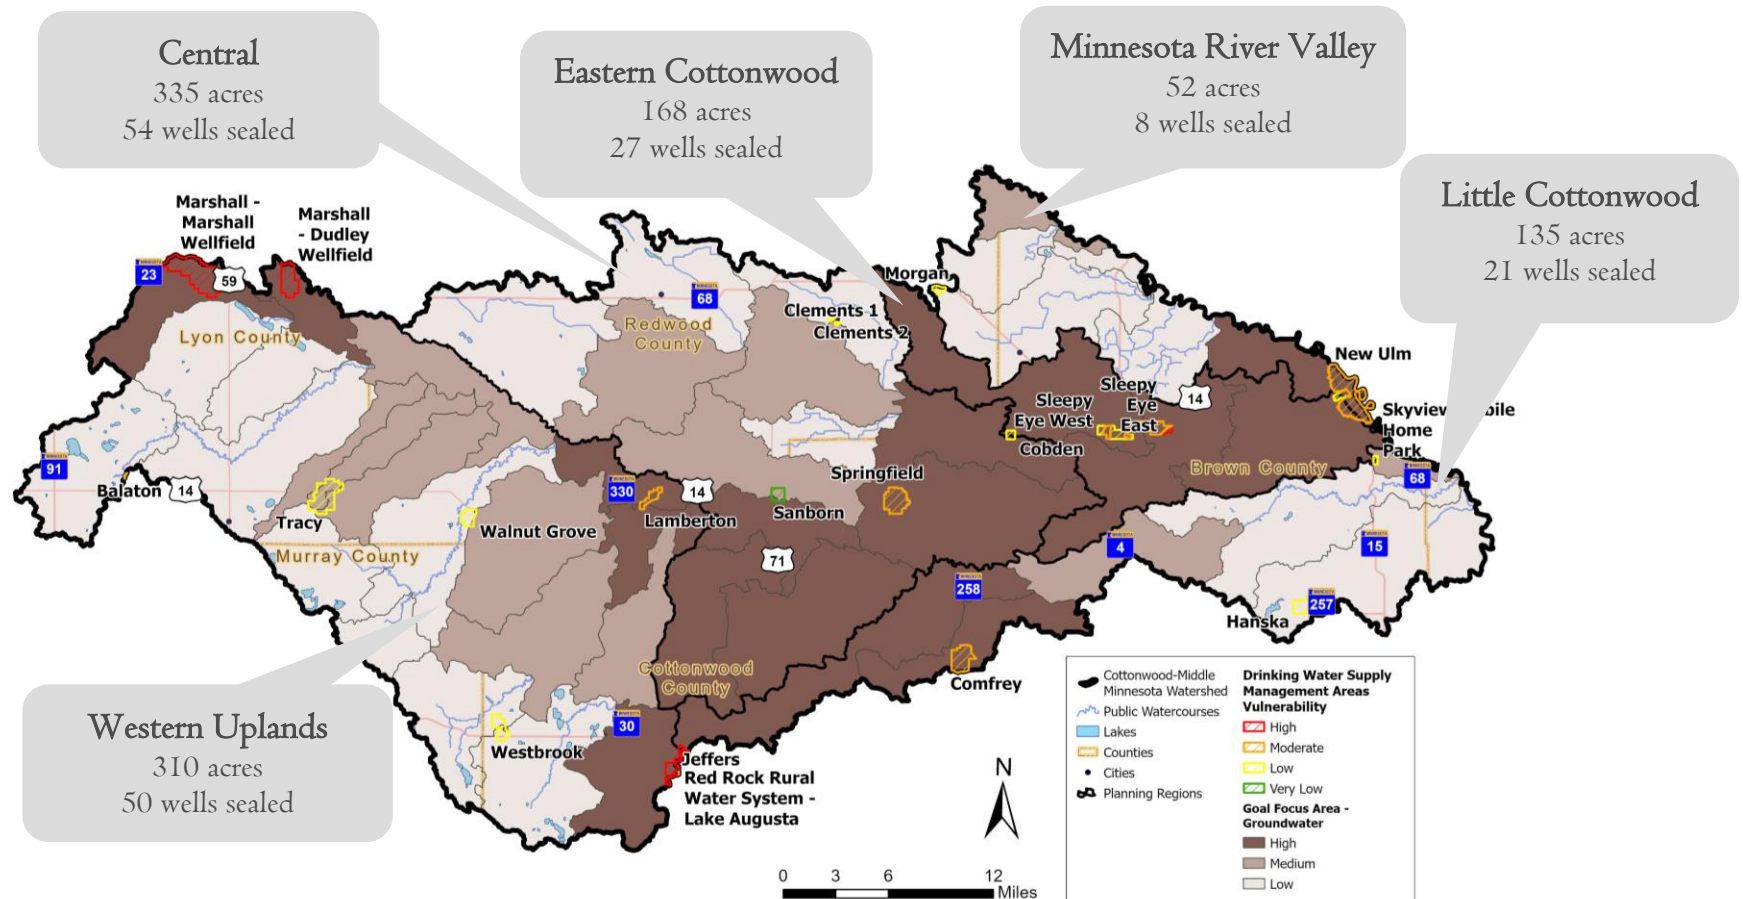 Central
335 acres
54 wells sealed
Eastern Cottonwood
168 acres
27 wells sealed
Minnesota River Valley
52 acres
8 wells sealed
Little Cottonwood
135 acres
21 wells sealed
Western Uplands
310 acres
50 wells sealed
Marshall -
Marshall
Wellfield
Marshall
- Dudley
Wellfield
23
59
Lyon County
68
Redwood
County
Clements 1
Clements 2
Morgan
New Ulm
Sleepy
Eye
East
14
Sleepy
Eye West
Cobden
Skyview Mobile
Home
Park
Brown County
68
91
Balaton
14
Tracy
Murray County
Walnut Grove
330
14
Lamberton
Sanborn
Springfield
71
4
15
258
257
Hanska
Cottonwood
County
Comfrey
30
Westbrook
Jeffers
Red Rock Rural
Water System -
Lake Augusta
N
0 3 6 12
Miles
Cottonwood-Middle
Minnesota Watershed
Public Watercourses
Lakes
Counties
Cities
Planning Regions
Drinking Water Supply
Management Areas
Vulnerability
High
Moderate
Low
Very Low
Goal Focus Area -
Groundwater
High
Medium
Low